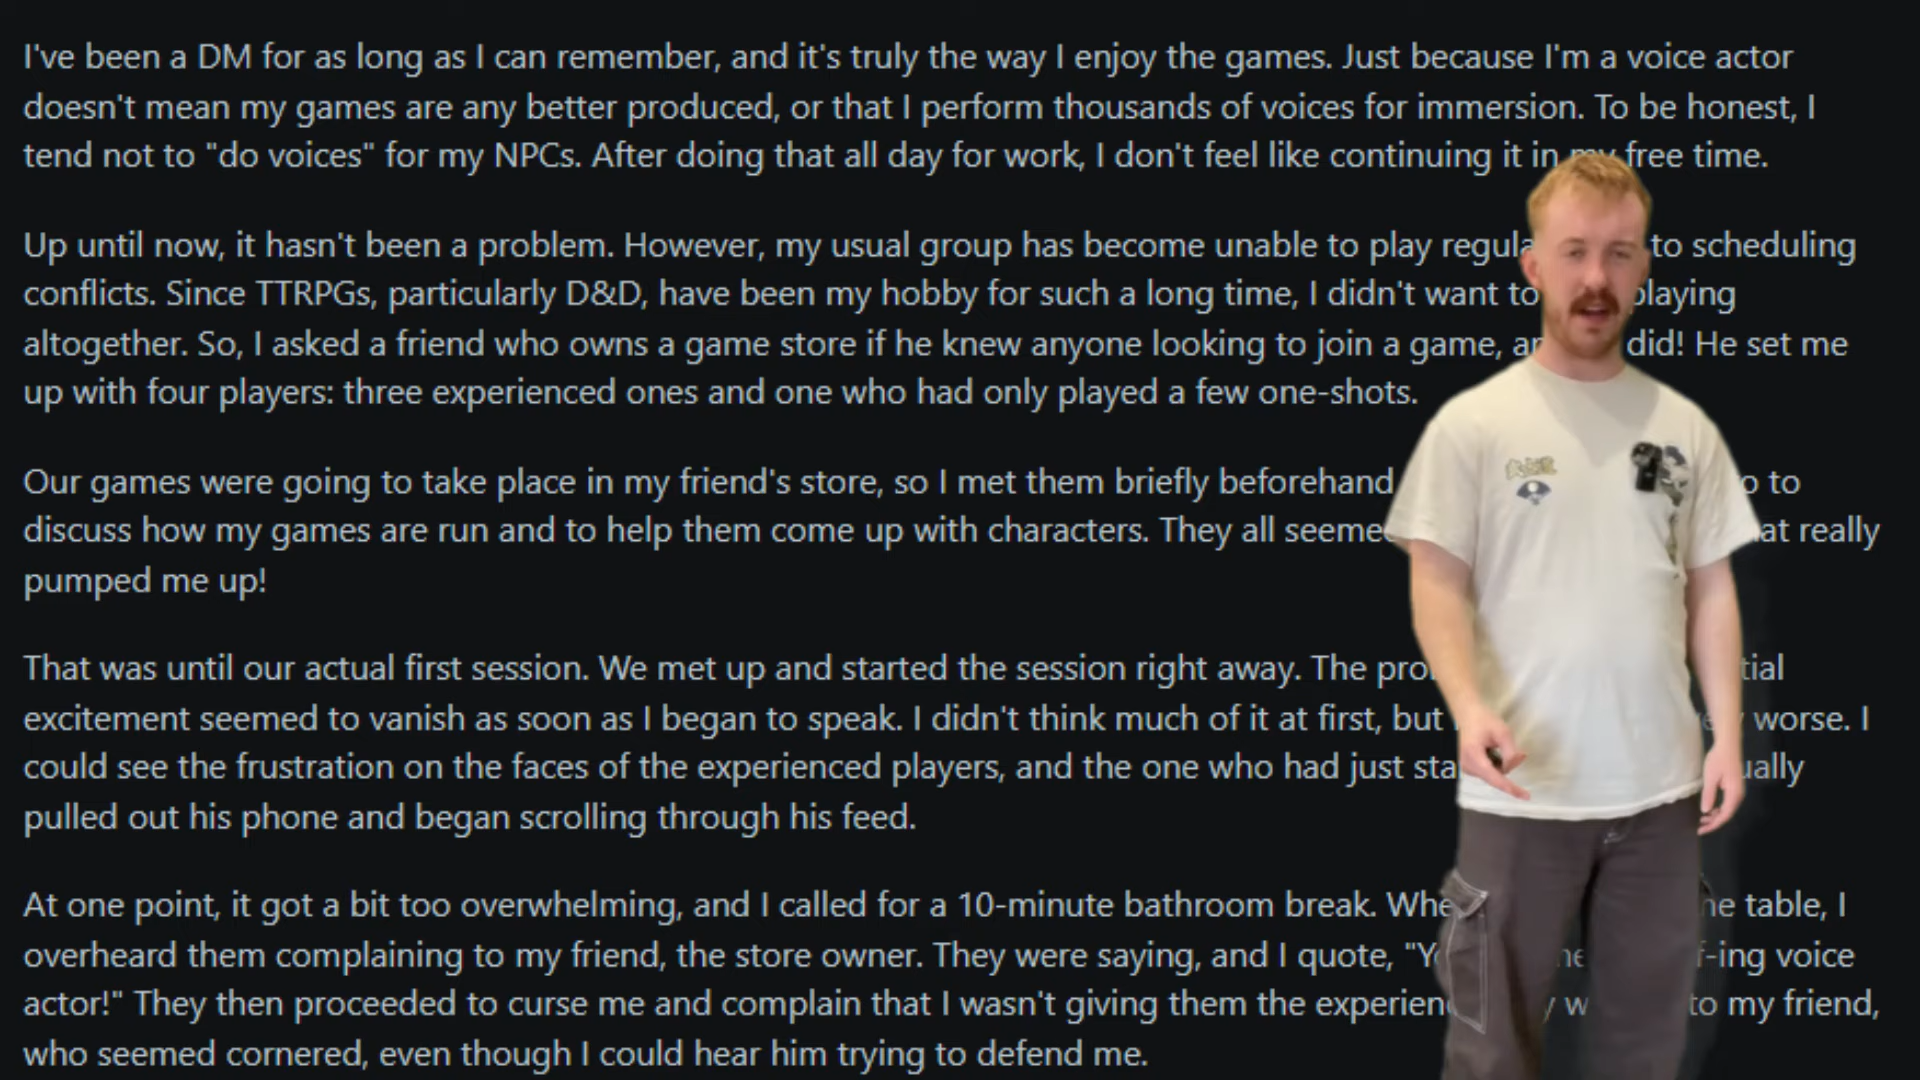 I've been a DM for as long as I can remember, and it's truly the way I enjoy the games. Just because I'm a voice actor
doesn't mean my games are any better produced, or that I perform thousands of voices for immersion. To be honest, I
tend not to "do voices" for my NPCs. After doing that all day for work, I don't feel like continuing it in my free time.
Up until now, it hasn't been a problem. However, my usual group has become unable to play to scheduling
conflicts. Since TTRPGs, particularly D&D, have been my hobby for such a long time, I didn't want to playing
altogether. So, I asked a friend who owns a game store if he knew anyone looking to join a game, did! He set me
up with four players: three experienced ones and one who had only played a few one-shots.
Our games were going to take place in my friend's store, so I met them briefly beforehand to
discuss how my games are run and to help them come up with characters. They all really
pumped me up!
That was until our actual first session. We met up and started the session right away. The
excitement seemed to vanish as soon as I began to speak. I didn't think much of it at first, but worse. I
could see the frustration on the faces of the experienced players, and the one who had just
pulled out his phone and began scrolling through his feed.
At one point, it got a bit too overwhelming, and I called for a 10-minute bathroom break. table, I
overheard them complaining to my friend, the store owner. They were saying, and I quote, voice
actor!" They then proceeded to curse me and complain that I wasn't giving them the to my friend,
who seemed cornered, even though I could hear him trying to defend me.